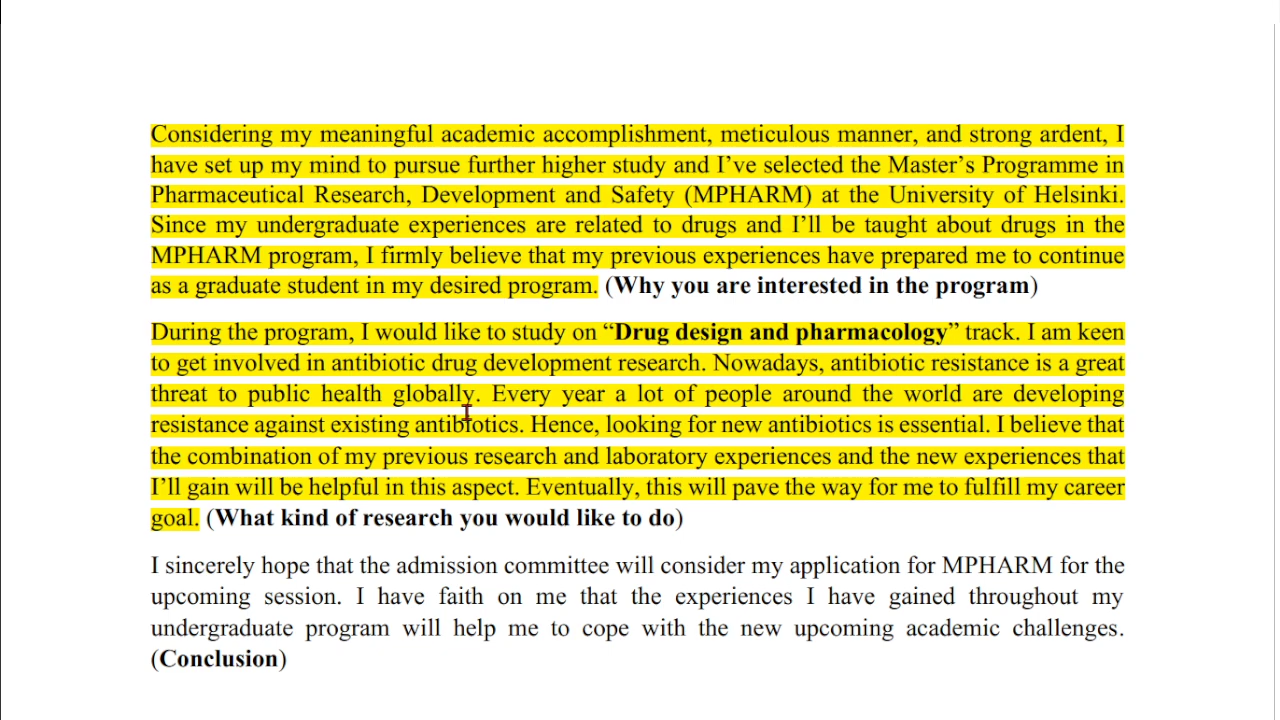 Considering my meaningful academic accomplishment, meticulous manner, and strong ardent, I
have set up my mind to pursue further higher study and I’ve selected the Master’s Programme in
Pharmaceutical Research, Development and Safety (MPHARM) at the University of Helsinki.
Since my undergraduate experiences are related to drugs and I’ll be taught about drugs in the
MPHARM program, I firmly believe that my previous experiences have prepared me to continue
as a graduate student in my desired program. (Why you are interested in the program)
During the program, I would like to study on “Drug design and pharmacology” track. I am keen
to get involved in antibiotic drug development research. Nowadays, antibiotic resistance is a great
threat to public health globally. Every year a lot of people around the world are developing
resistance against existing antibiotics. Hence, looking for new antibiotics is essential. I believe that
the combination of my previous research and laboratory experiences and the new experiences that
I’ll gain will be helpful in this aspect. Eventually, this will pave the way for me to fulfill my career
goal. (What kind of research you would like to do)
I sincerely hope that the admission committee will consider my application for MPHARM for the
upcoming session. I have faith on me that the experiences I have gained throughout my
undergraduate program will help me to cope with the new upcoming academic challenges.
(Conclusion)